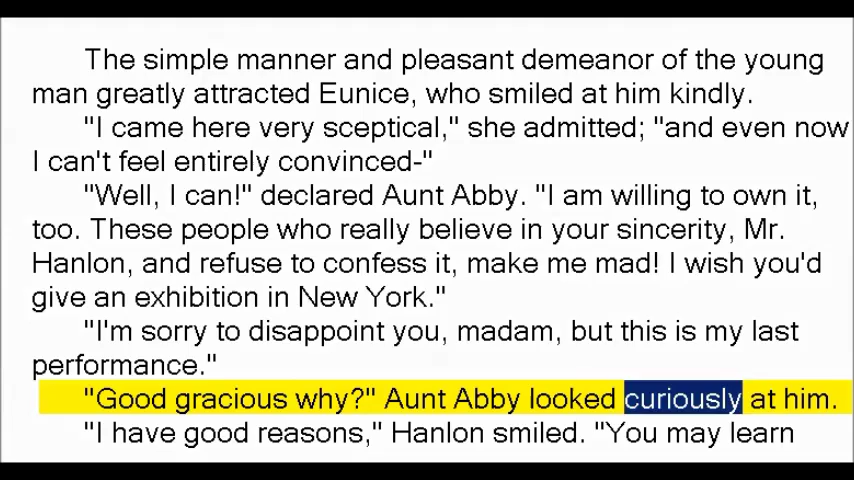 The simple manner and pleasant demeanor of the young
man greatly attracted Eunice, who smiled at him kindly.
"I came here very sceptical," she admitted; "and even now
I can't feel entirely convinced-"
"Well, I can!" declared Aunt Abby. "I am willing to own it,
too. These people who really believe in your sincerity, Mr.
Hanlon, and refuse to confess it, make me mad! I wish you'd
give an exhibition in New York."
"I'm sorry to disappoint you, madam, but this is my last
performance."
"Good gracious why?" Aunt Abby looked curiously at him.
"I have good reasons," Hanlon smiled. "You may learn